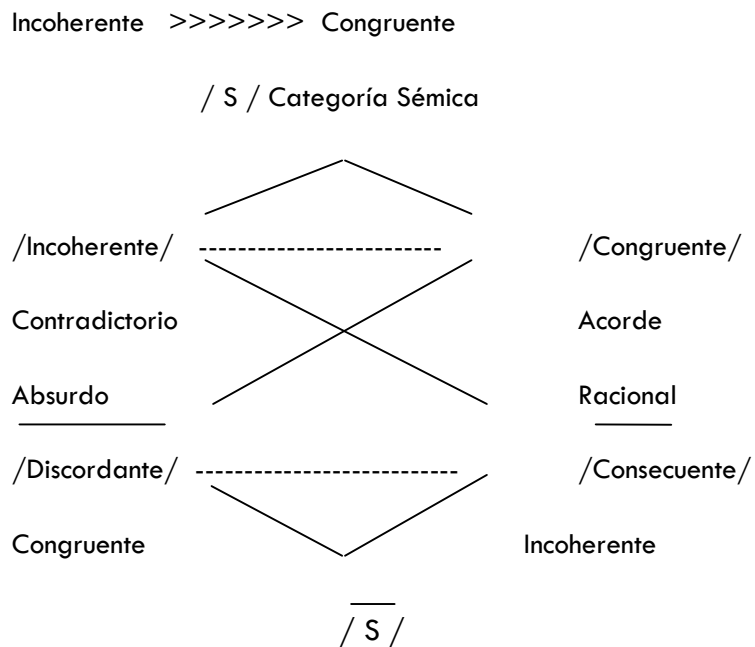 Incoherente >>>>>>> Congruente
/ S / Categoría Sémica
/Incoherente/ ---------------------------- /Congruente/
Contradictorio Acorde
Absurdo Racional
/Discordante/ ------------------------------ /Consecuente/
Congruente Incoherente
/ S /